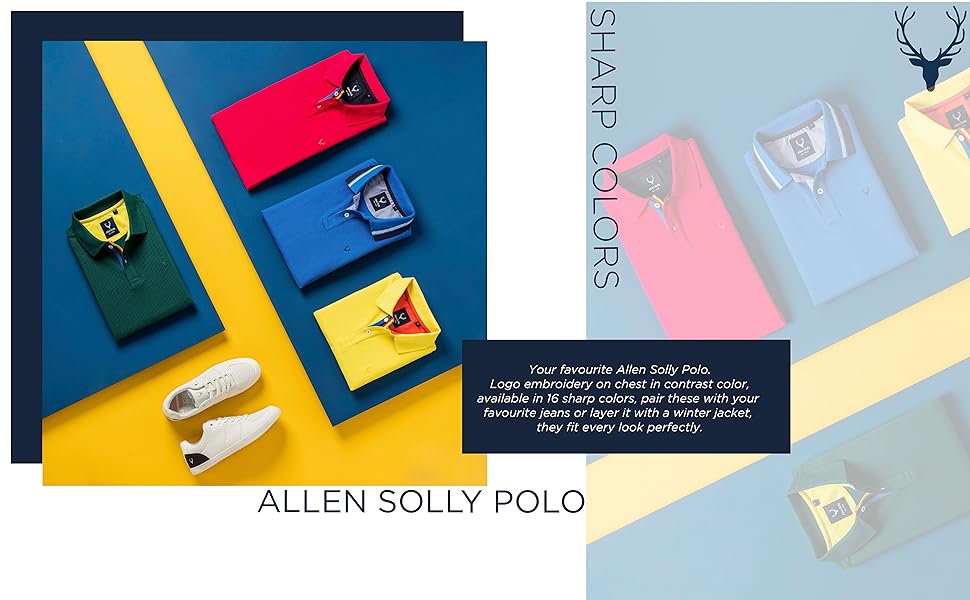 SHARP COLORS
Your favourite Allen Solly Polo.
Logo embroidery on chest in contrast color,
available in 16 sharp colors, pair these with your
favourite jeans or layer it with a winter jacket,
they fit every look perfectly.
ALLEN SOLLY POLO